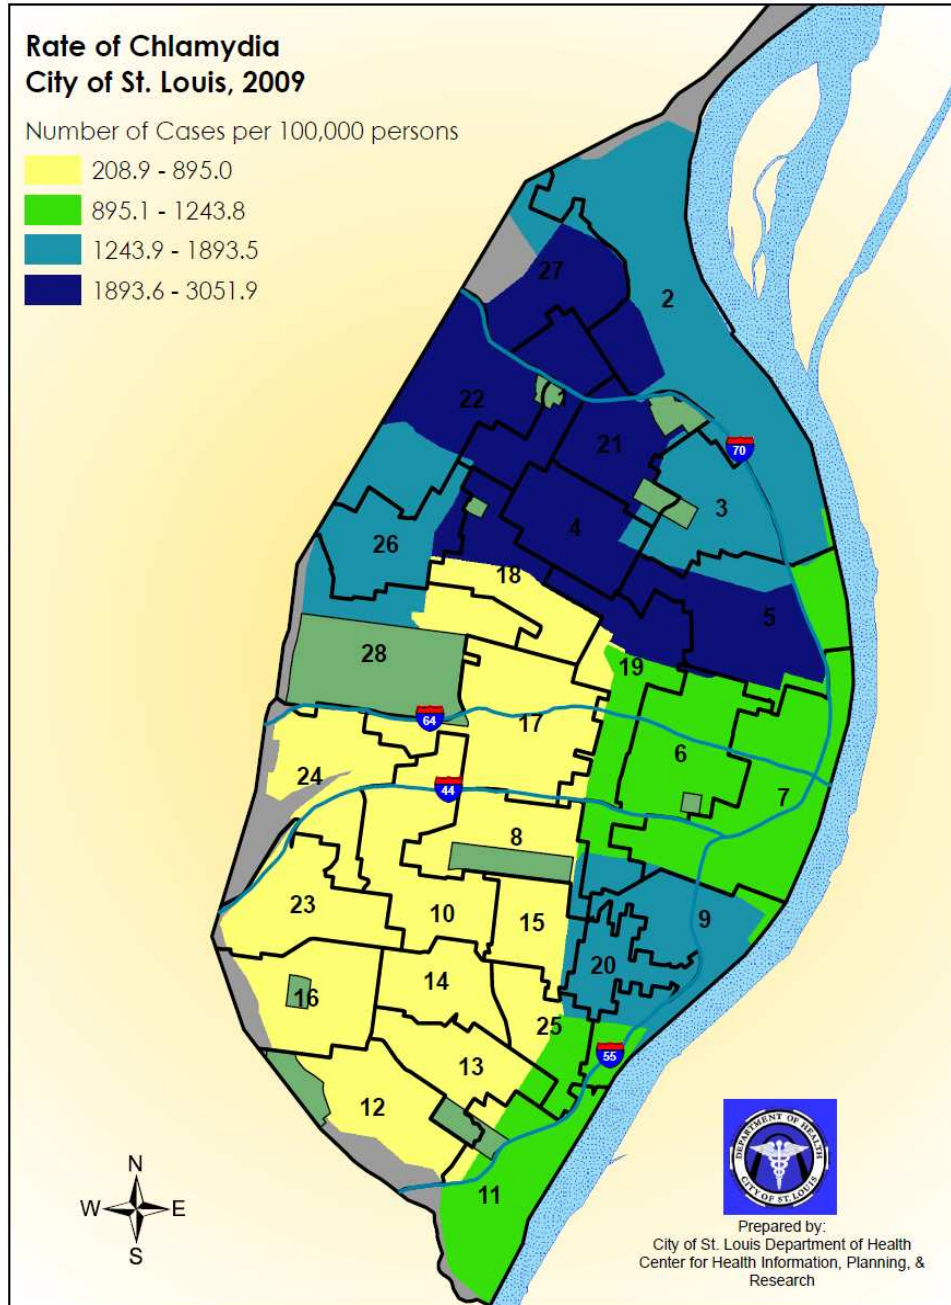 Rate of Chlamydia
City of St. Louis, 2009
Number of Cases per 100,000 persons
208.9 - 895.0
895.1 - 1243.8
1243.9 - 1893.5
1893.6 - 3051.9
27
2
22
21
70
3
4
26
18
5
28
19
64
17
6
24
44
7
8
23
10
15
9
14
20
16
25
13
55
12
11
N
W
E
S
DEPARTMENT OF HEALTH
CITY OF ST. LOUIS
Prepared by:
City of St. Louis Department of Health
Center for Health Information, Planning, &
Research